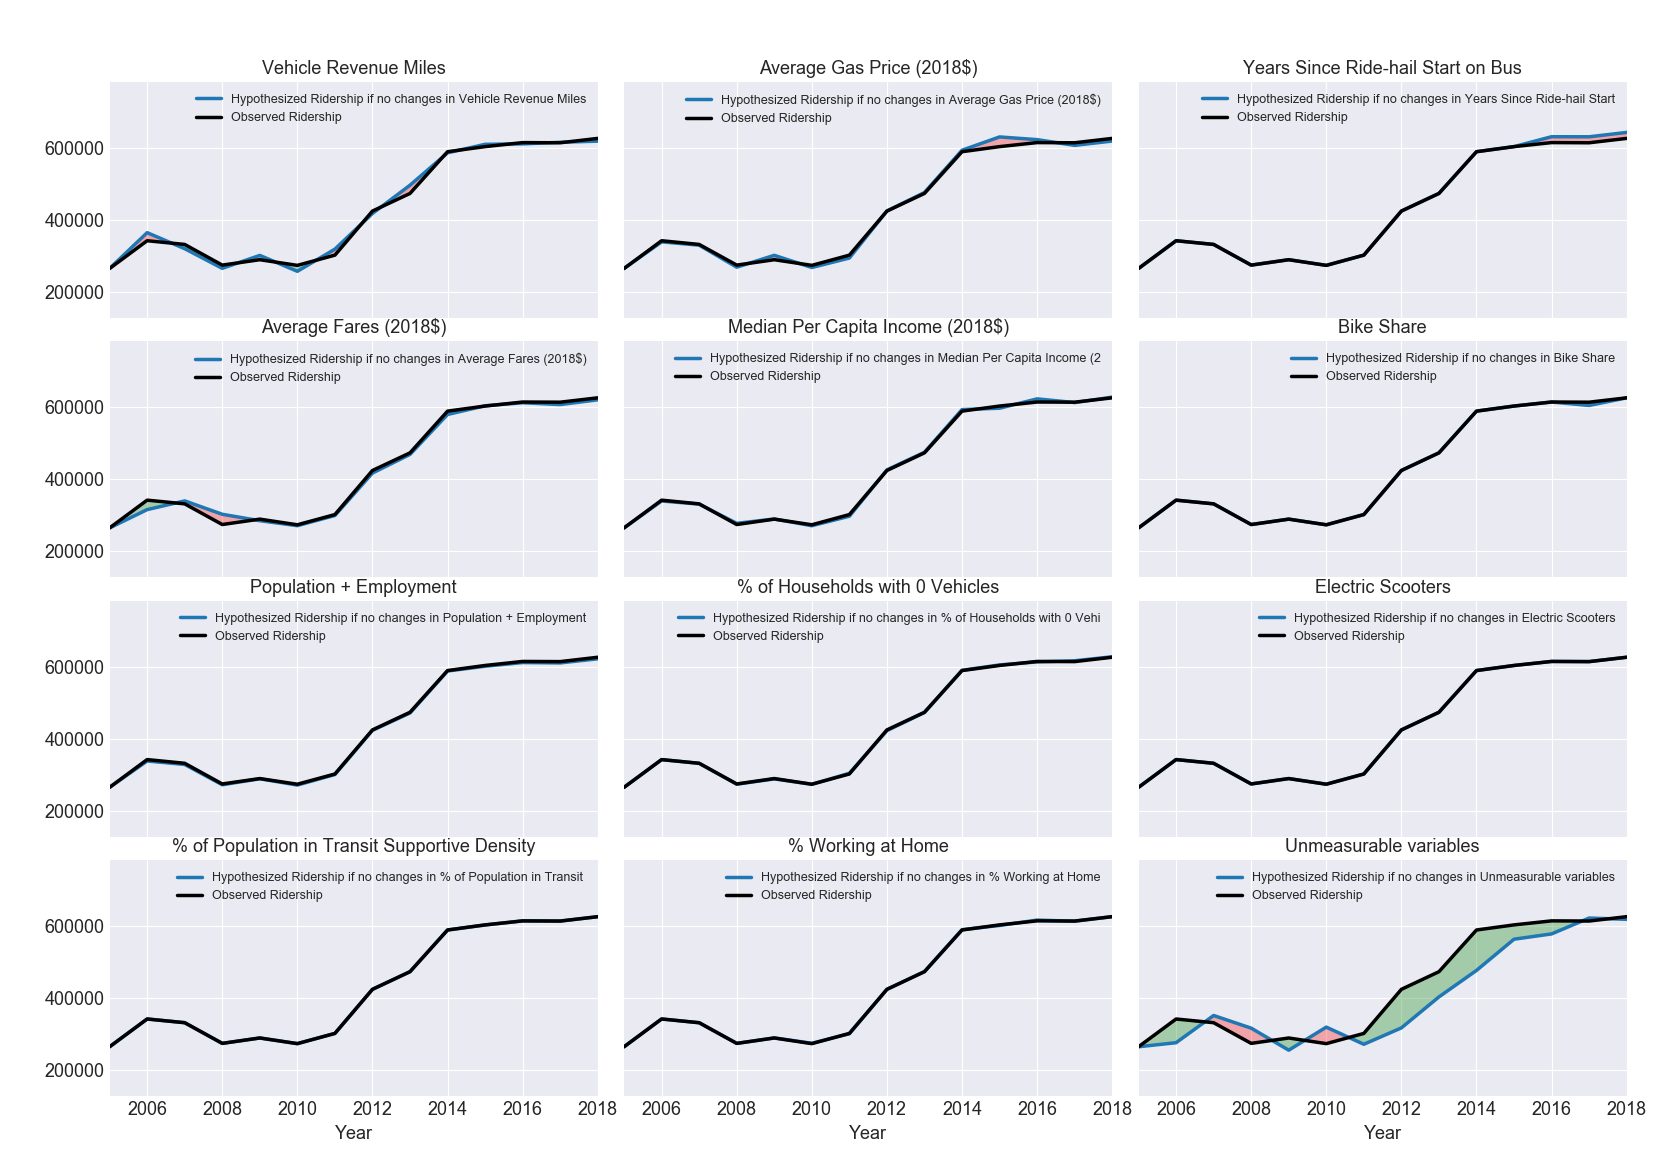 Vehicle Revenue Miles
Hypothesized Ridership if no changes in Vehicle Revenue Miles
Observed Ridership
600000
400000
200000
Average Gas Price (2018$)
Hypothesized Ridership if no changes in Average Gas Price (2018$)
Observed Ridership
Years Since Ride-hail Start on Bus
Hypothesized Ridership if no changes in Years Since Ride-hail Start
Observed Ridership
Average Fares (2018$)
Hypothesized Ridership if no changes in Average Fares (2018$)
Observed Ridership
600000
400000
200000
Median Per Capita Income (2018$)
Hypothesized Ridership if no changes in Median Per Capita Income (2
Observed Ridership
Bike Share
Hypothesized Ridership if no changes in Bike Share
Observed Ridership
Population + Employment
Hypothesized Ridership if no changes in Population + Employment
Observed Ridership
600000
400000
200000
% of Households with 0 Vehicles
Hypothesized Ridership if no changes in % of Households with 0 Vehi
Observed Ridership
Electric Scooters
Hypothesized Ridership if no changes in Electric Scooters
Observed Ridership
% of Population in Transit Supportive Density
Hypothesized Ridership if no changes in % of Population in Transit
Observed Ridership
600000
400000
200000
2006 2008 2010 2012 2014 2016 2018
Year
% Working at Home
Hypothesized Ridership if no changes in % Working at Home
Observed Ridership
2006 2008 2010 2012 2014 2016 2018
Year
Unmeasurable variables
Hypothesized Ridership if no changes in Unmeasurable variables
Observed Ridership
2006 2008 2010 2012 2014 2016 2018
Year